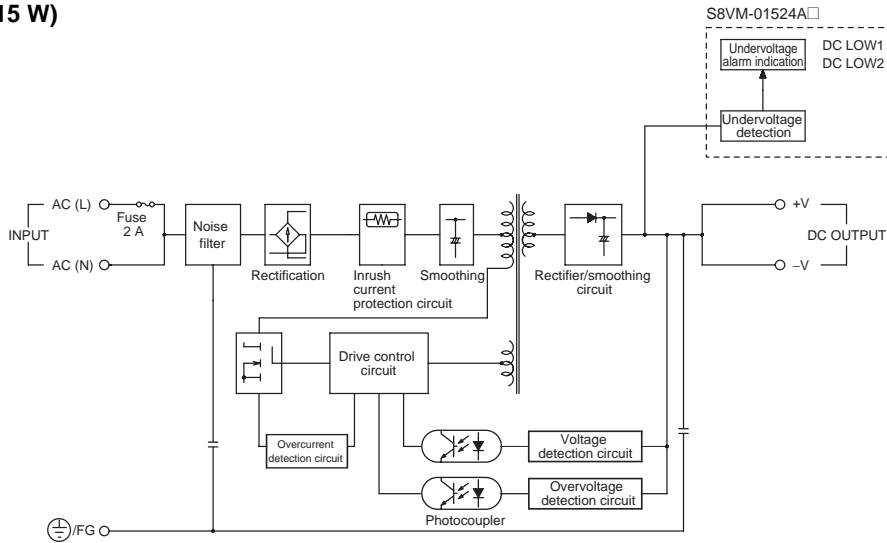 15 W)
S8VM-01524A□
Undervoltage
alarm indication
DC LOW1
DC LOW2
Undervoltage
detection
AC (L)
Fuse
2 A
INPUT
AC (N)
Noise
filter
Rectification
Inrush
current
protection circuit
Smoothing
Rectifier/smoothing
circuit
+V
DC OUTPUT
–V
Drive control
circuit
Overcurrent
detection circuit
Voltage
detection circuit
Overvoltage
detection circuit
Photocoupler
/FG